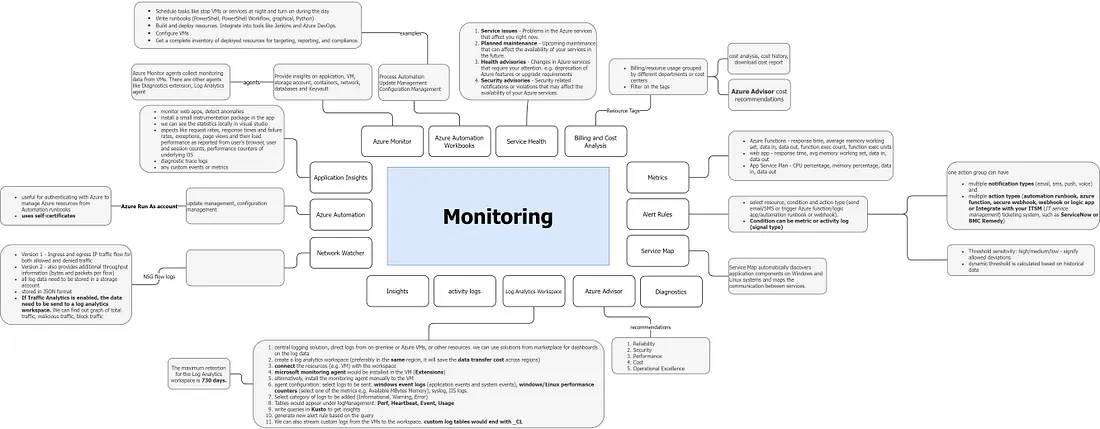 • Schedule tasks like stop VMs or services at night and turn on during the day
• Write runbooks (PowerShell, PowerShell Workflow, graphical, Python)
• Build and deploy resources. Integrate into tools like Jenkins and Azure DevOps.
• Configure VMs
• Get a complete inventory of deployed resources for targeting, reporting, and compliance.
examples
1. Service issues - Problems in the Azure services
that affect you right now.
2. Planned maintenance - Upcoming maintenance
that can affect the availability of your services in
the future.
3. Health advisories - Changes in Azure services
that require your attention. e.g. deprecation of
Azure features or upgrade requirements
4. Security advisories - Security related
notifications or violations that may affect the
availability of your Azure services.
• Billing/resource usage grouped
by different departments or cost
centers
• Filter on the tags
Resource Tags
cost analysis, cost history,
download cost report
Azure Advisor cost
recommendations
Azure Monitor agents collect monitoring
data from VMs. There are other agents
like Diagnostics extension, Log Analytics
agent
agents
Provide insights on application, VM,
storage account, containers, network,
databases and Keyvault
Process Automation
Update Management
Configuration Management
Azure Monitor
Azure Automation
Workbooks
Service Health
Billing and Cost
Analysis
• monitor web apps, detect anomalies
• install a small instrumentation package in the app
• we can see the statistics locally in visual studio
• aspects like request rates, response times and failure
rates, exceptions, page views and their load
performance as reported from user's browser, user
and session counts, performance counters of
underlying OS
• diagnostic trace logs
• any custom events or metrics
Application Insights
Metrics
• Azure Functions - response time, average memory working
set, data in, data out, function exec count, function exec units
• web app - response time, avg memory working set, data in,
data out
• App Service Plan - CPU percentage, memory percentage, data
in, data out
• useful for authenticating with Azure to
manage Azure resources from
Automation runbooks
• uses self-certificates
Azure Run As account
update management, configuration
management
Azure Automation
Monitoring
Alert Rules
• select resource, condition and action type (send
email/SMS or trigger Azure function/logic
app/automation runbook or webhook).
• Condition can be metric or activity log
(signal type)
one action group can have
• multiple notification types (email, sms, push, voice)
and
• multiple action types (automation runbook, azure
function, secure webhook, webhook or logic app
or Integrate with your ITSM (IT service
management) ticketing system, such as ServiceNow or
BMC Remedy)
• Threshold sensitivity: high/medium/low - signify
allowed deviations
• dynamic threshold is calculated based on historical
data
• Version 1 - Ingress and egress IP traffic flow for
both allowed and denied traffic
• Version 2 - also provides additional throughput
information (bytes and packets per flow)
• all log data need to be stored in a storage
account
• stored in JSON format
• If Traffic Analytics is enabled, the data
need to be send to a log analytics
workspace. We can find out graph of total
traffic, malicious traffic, block traffic
NSG flow logs
Network Watcher
Service Map
Service Map automatically discovers
application components on Windows and
Linux systems and maps the
communication between services.
Insights
activity logs
Log Analytics Workspace
Azure Advisor
Diagnostics
recommendations
1. Reliability
2. Security
3. Performance
4. Cost
5. Operational Excellence
The maximum retention
for the Log Analytics
workspace is 730 days.
1. central logging solution, direct logs from on-premise or Azure VMs, or other resources. we can use solutions from marketplace for dashboards
on the log data
2. create a log analytics workspace (preferably in the same region, it will save the data transfer cost across regions)
3. connect the resources (e.g. VM) with the workspace
4. microsoft monitoring agent would be installed in the VM (Extensions)
5. alternatively, install the monitoring agent manually to the VM
6. agent configuration: select logs to be sent: windows event logs (application events and system events), windows/Linux performance
counters (select one of the metrics e.g. Available MBytes Memory), syslog, IIS logs.
7. Select category of logs to be added (Informational, Warning, Error)
8. Tables would appear under logManagement: Perf, Heartbeat, Event, Usage
9. write queries in Kusto to get insights
10. generate new alert rule based on the query
11. We can also stream custom logs from the VMs to the workspace. custom log tables would end with _CL